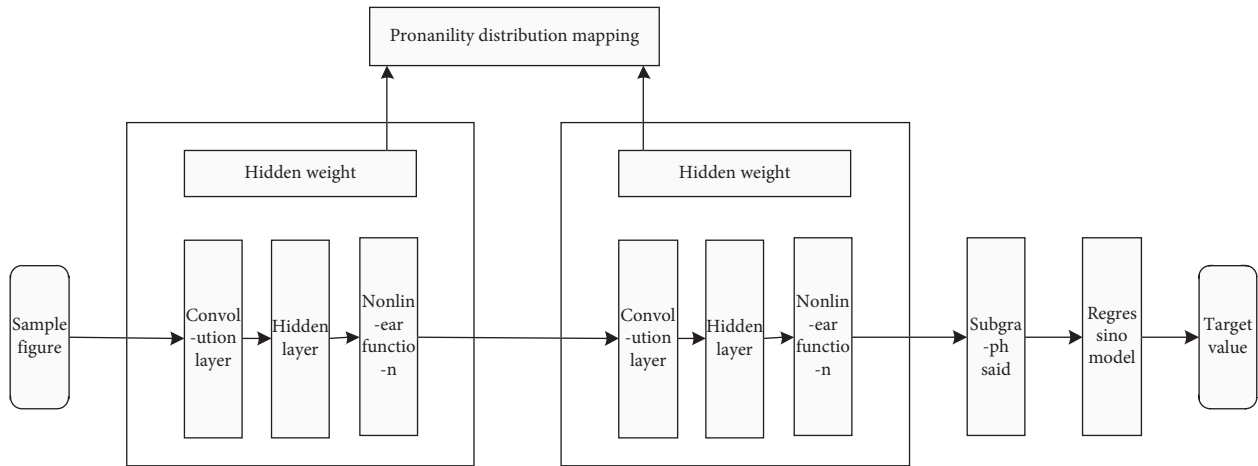 Pronanility distribution mapping
Hidden weight
Hidden weight
Sample
figure
Convol
-ution
layer
Hidden
layer
Nonlin
-ear
functio
-n
Convol
-ution
layer
Hidden
layer
Nonlin
-ear
functio
-n
Subgra
-ph
said
Regres
sino
model
Target
value